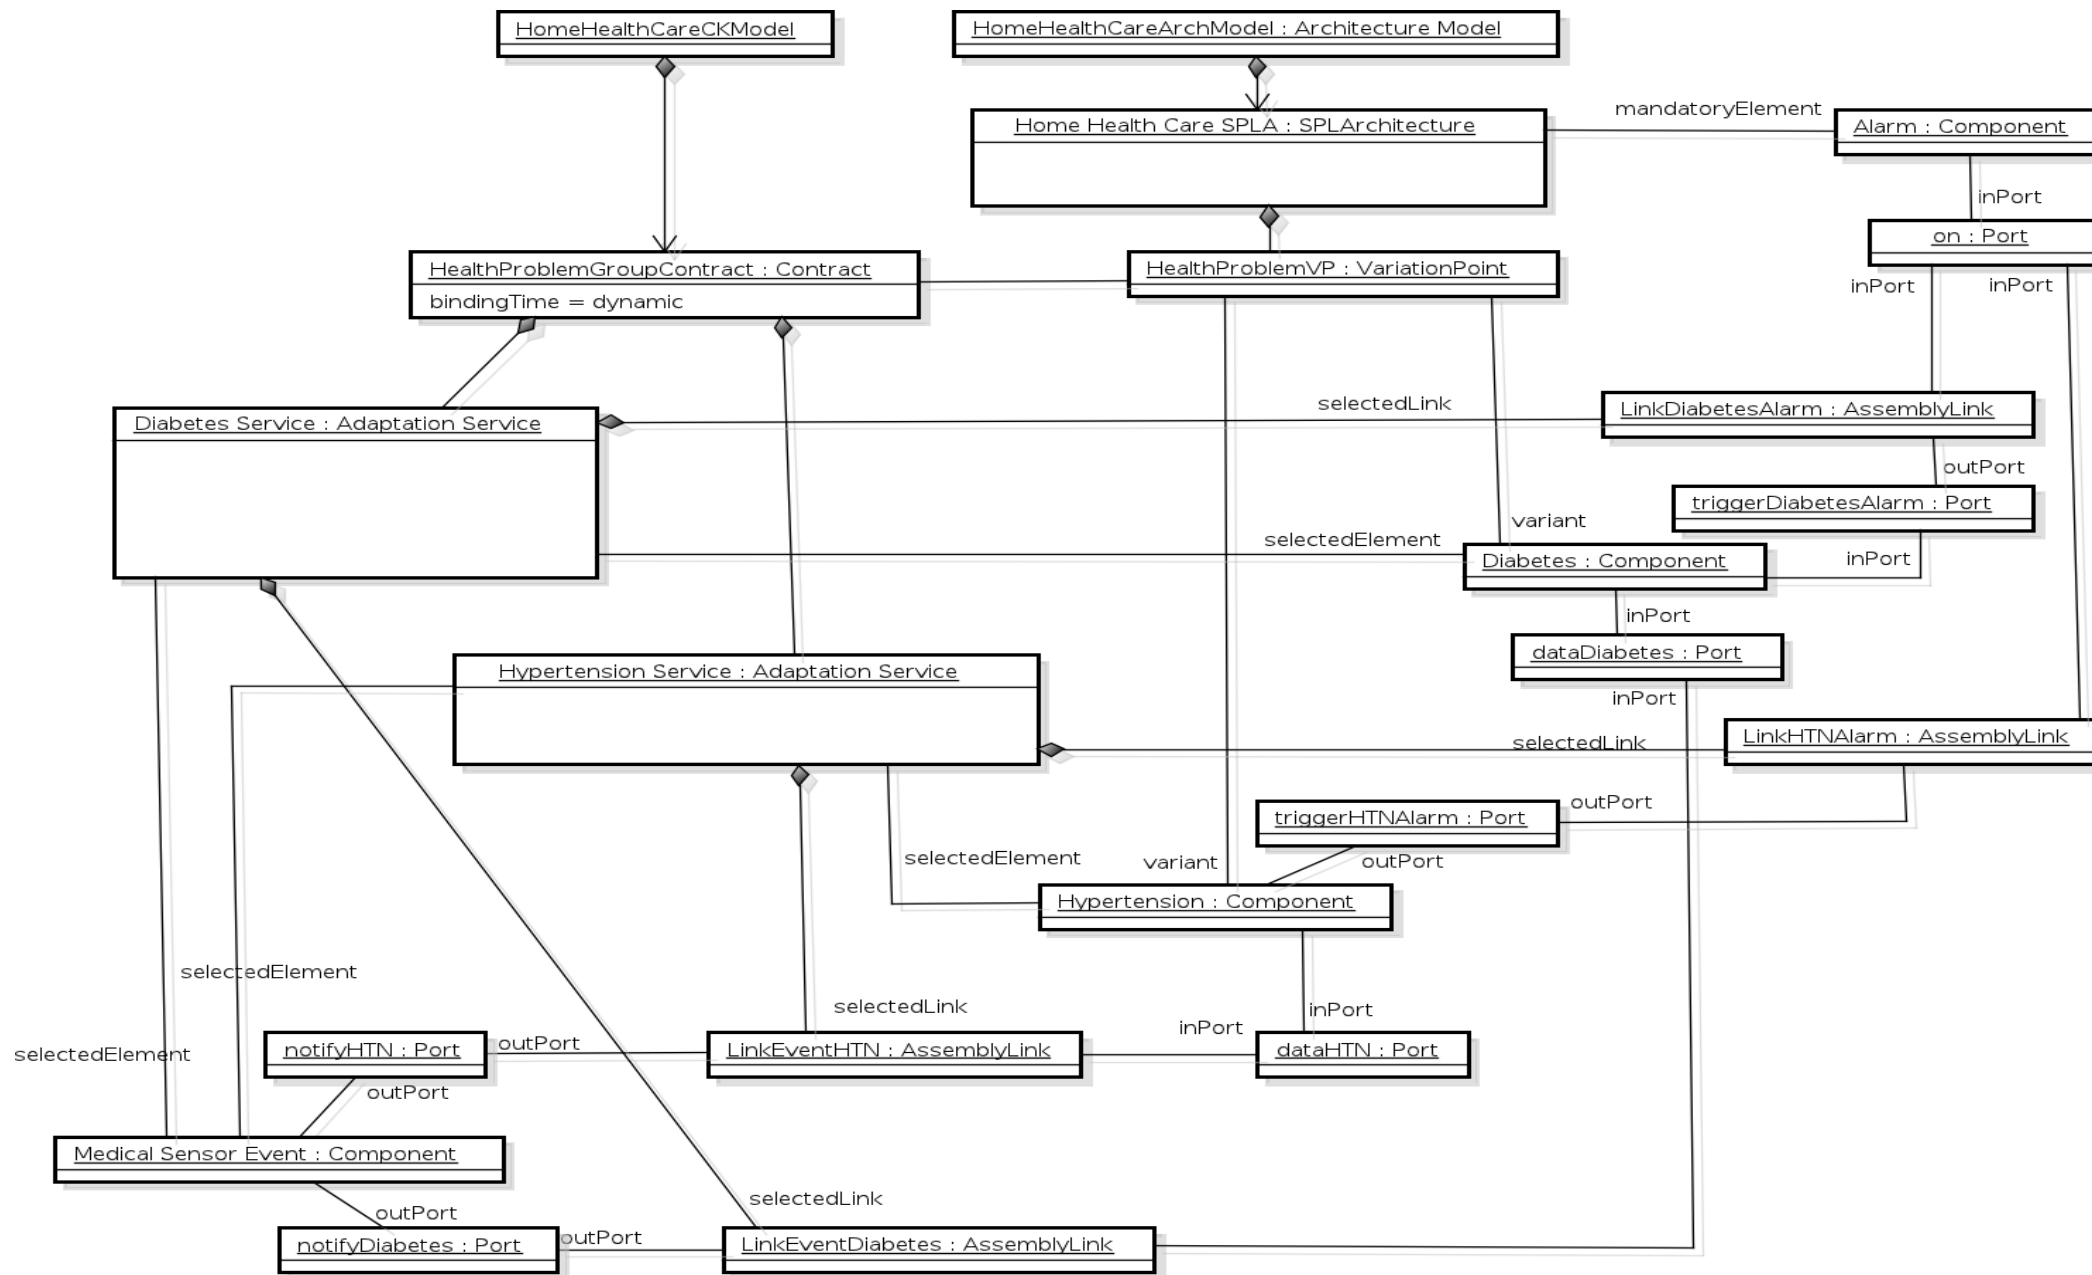 HomeHealthCareCKModel
HomeHealthCareArchModel : Architecture Model
Home Health Care SPLA : SPLArchitecture
mandatoryElement
Alarm : Component
inPort
on : Port
HealthProblemGroupContract : Contract
bindingTime = dynamic
HealthProblemVP : VariationPoint
inPort
inPort
Diabetes Service : Adaptation Service
selectedLink
LinkDiabetesAlarm : AssemblyLink
outPort
triggerDiabetesAlarm : Port
variant
selectedElement
Diabetes : Component
inPort
inPort
dataDiabetes : Port
inPort
Hypertension Service : Adaptation Service
selectedLink
LinkHTNAlarm : AssemblyLink
triggerHTNAlarm : Port
outPort
outPort
selectedElement
variant
Hypertension : Component
selectedElement
selectedLink
inPort
inPort
selectedElement
notifyHTN : Port
outPort
LinkEventHTN : AssemblyLink
dataHTN : Port
outPort
Medical Sensor Event : Component
selectedLink
outPort
notifyDiabetes : Port
outPort
LinkEventDiabetes : AssemblyLink